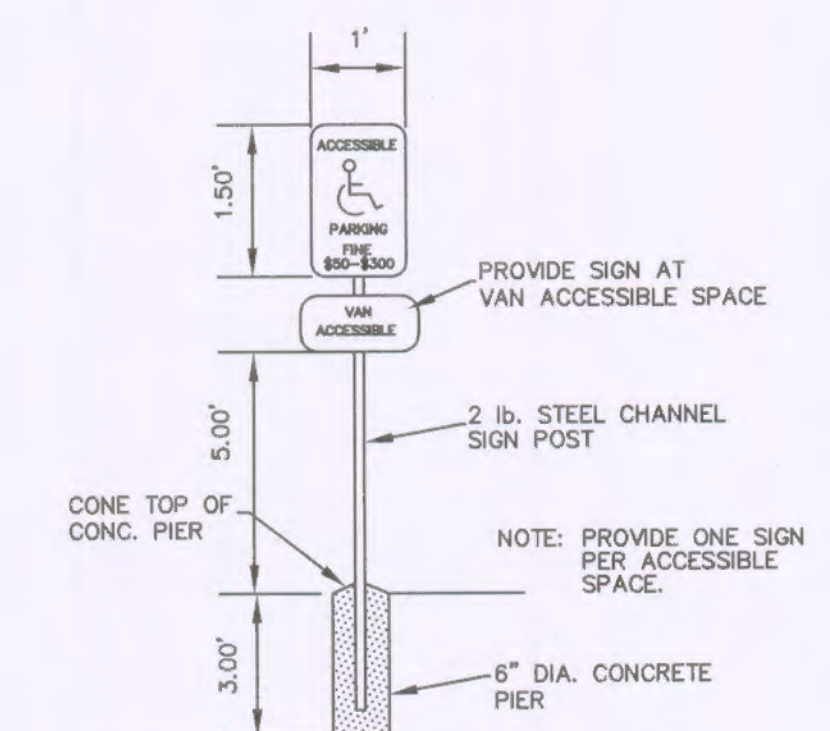 1'
1.50'
ACCESSIBLE
PARKING
FINE
$50-$300
PROVIDE SIGN AT
VAN ACCESSIBLE SPACE
VAN
ACCESSIBLE
5.00'
2 lb. STEEL CHANNEL
SIGN POST
CONE TOP OF
CONC. PIER
NOTE: PROVIDE ONE SIGN
PER ACCESSIBLE
SPACE.
3.00'
6" DIA. CONCRETE
PIER